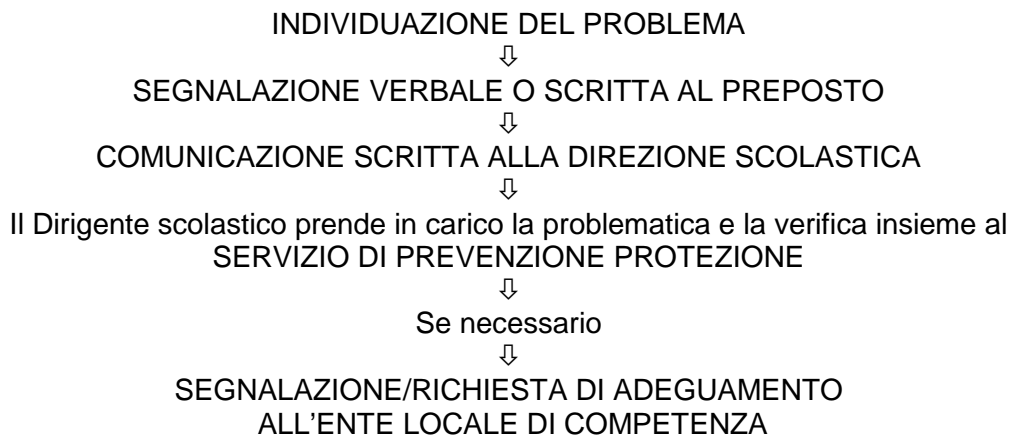 INDIVIDUAZIONE DEL PROBLEMA
⇩
SEGNALAZIONE VERBALE O SCRITTA AL PREPOSTO
⇩
COMUNICAZIONE SCRITTA ALLA DIREZIONE SCOLASTICA
⇩
Il Dirigente scolastico prende in carico la problematica e la verifica insieme al
SERVIZIO DI PREVENZIONE PROTEZIONE
⇩
Se necessario
⇩
SEGNALAZIONE/RICHIESTA DI ADEGUAMENTO
ALL'ENTE LOCALE DI COMPETENZA